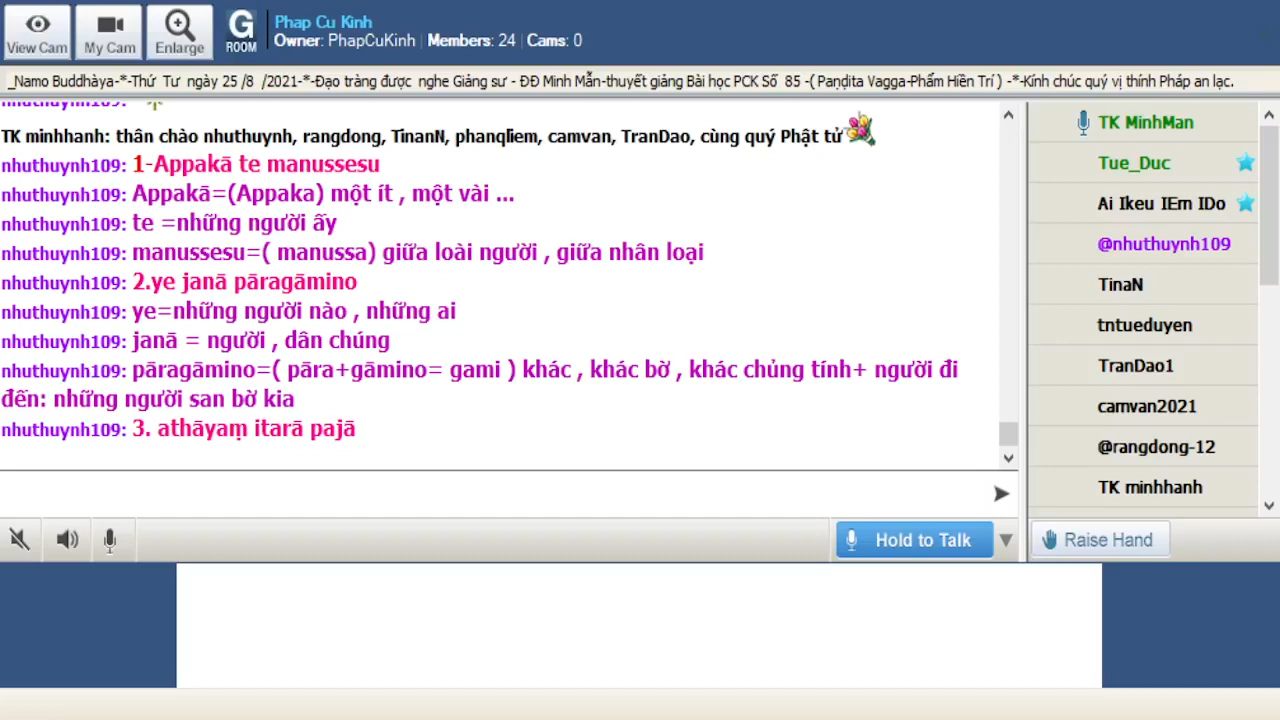 Phap Cu Kinh
Owner: PhapCuKinh | Members: 24 | Cams: 0
View Cam
My Cam
Enlarge
G
ROOM
_Namo Buddhàya-*-Thứ Tư ngày 25 /8 /2021-*-Đạo tràng được nghe Giảng sư - ĐĐ Minh Mẫn-thuyết giảng Bài học PCK Số 85 -( Paṇḍita Vagga-Phẩm Hiền Trí ) -*-Kính chúc quý vị thính Pháp an lạc.
nhuthuynh109:
TK minhhanh: thân chào nhuthuynh, rangdong, TinanN, phanqliem, camvan, TranDao, cùng quý Phật tử
nhuthuynh109: 1-Appakā te manussesu
nhuthuynh109: Appakā=(Appaka) một ít , một vài ...
nhuthuynh109: te =những người ấy
nhuthuynh109: manussesu=( manussa) giữa loài người , giữa nhân loại
nhuthuynh109: 2.ye janā pāragāmino
nhuthuynh109: ye=những người nào , những ai
nhuthuynh109: janā = người , dân chúng
nhuthuynh109: pāragāmino=( pāra+gāmino= gami ) khác , khác bờ , khác chủng tính+ người đi
đến: những người san bờ kia
nhuthuynh109: 3. athāyaṃ itarā pajā
TK MinhMan
Tue_Duc
Ai Ikeu IEm IDo
@nhuthuynh109
TinaN
tntueduyen
TranDao1
camvan2021
@rangdong-12
TK minhhanh
Hold to Talk
Raise Hand